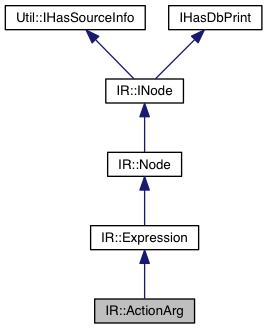 Util::IHasSourceInfo
IHasDbPrint
IR::INode
IR::Node
IR::Expression
IR::ActionArg